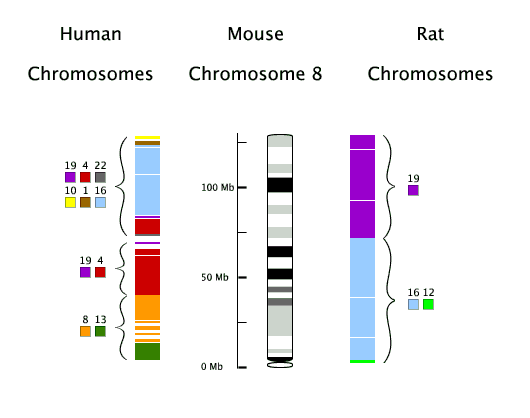 Human Mouse Rat
Chromosomes Chromosome 8 Chromosomes
19 4 22
10 1 16
19 4
8 13
100 Mb
50 Mb
0 Mb
19
16 12